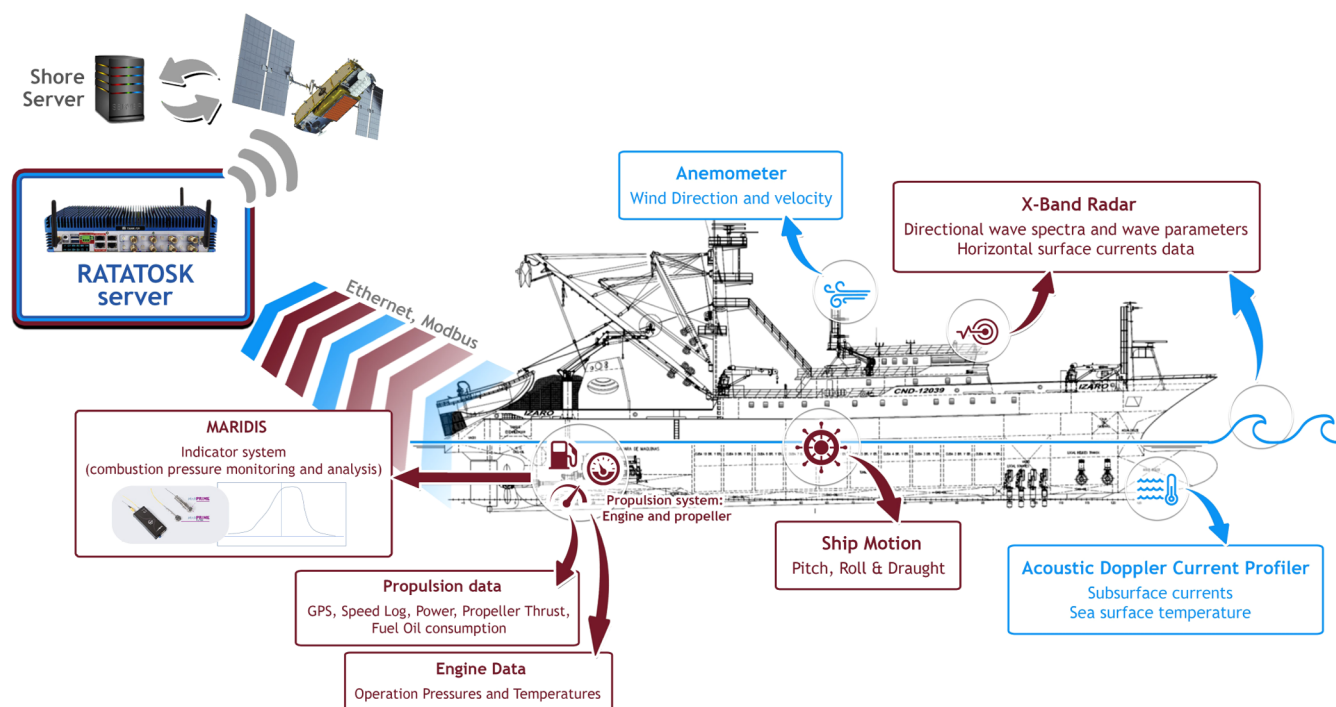 Shore
Server
RATATOSK
server
Ethernet, Modbus
Anemometer
Wind Direction and velocity
X-Band Radar
Directional wave spectra and wave parameters
Horizontal surface currents data
CND-12039
IZARO
IZARO
MARIDIS
Indicator system
(combustion pressure monitoring and analysis)
Propulsion system:
Engine and propeller
Ship Motion
Pitch, Roll & Draught
Acoustic Doppler Current Profiler
Subsurface currents
Sea surface temperature
Propulsion data
GPS, Speed Log, Power, Propeller Thrust,
Fuel Oil consumption
Engine Data
Operation Pressures and Temperatures